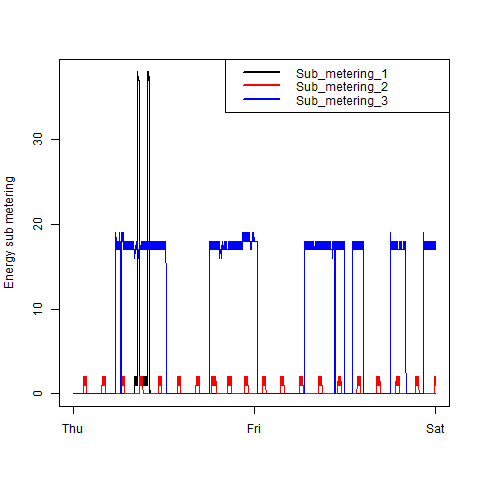 Sub_metering_1
Sub_metering_2
Sub_metering_3
Energy sub metering
30
20
10
0
Thu Fri Sat